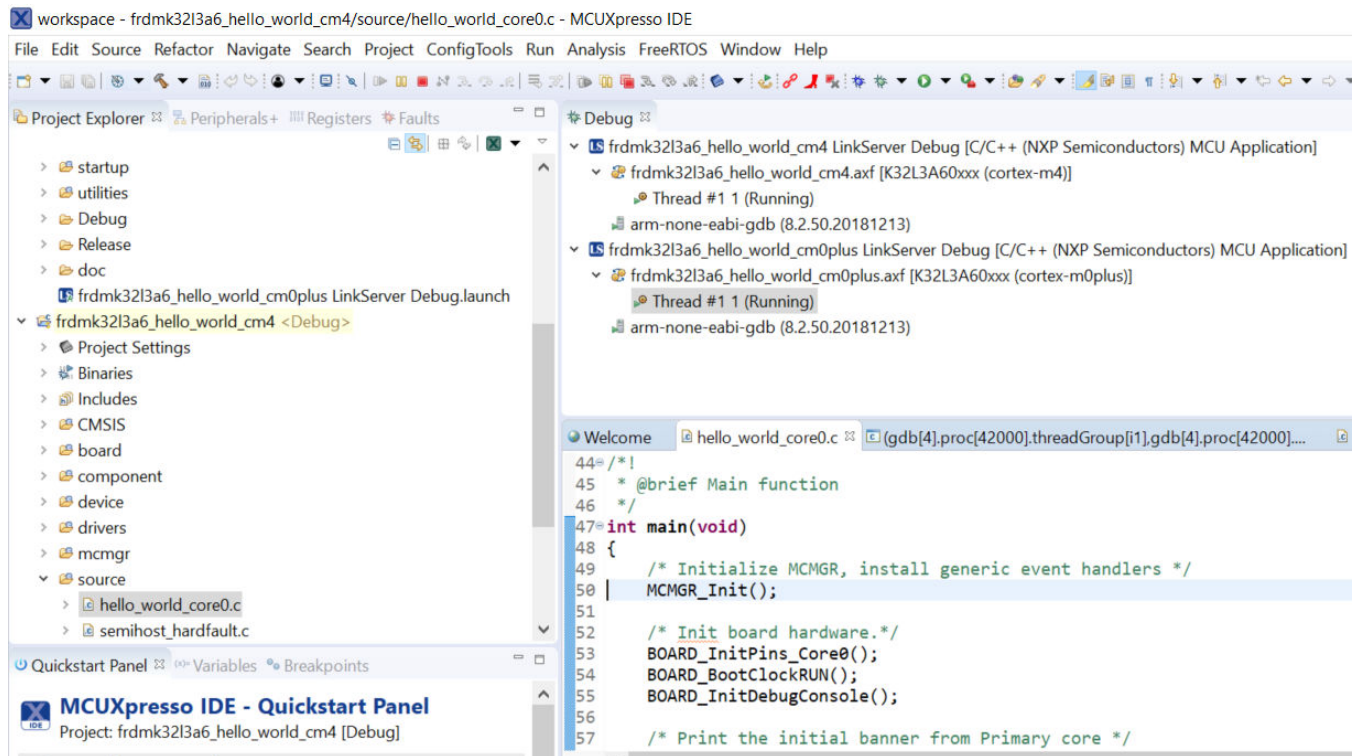 workspace - frdmk32l3a6_hello_world_cm4/source/hello_world_core0.c - MCUXpresso IDE
File Edit Source Refactor Navigate Search Project ConfigTools Run Analysis FreeRTOS Window Help
Project Explorer Peripherals+ Registers Faults
startup
utilities
Debug
Release
doc
frdmk32l3a6_hello_world_cm0plus LinkServer Debug.launch
frdmk32l3a6_hello_world_cm4 <Debug>
Project Settings
Binaries
Includes
CMSIS
board
component
device
drivers
mcmgr
source
hello_world_core0.c
semihost_hardfault.c
Quickstart Panel Variables Breakpoints
IDE
MCUXpresso IDE - Quickstart Panel
Project: frdmk32l3a6_hello_world_cm4 [Debug]
Debug
frdmk32l3a6_hello_world_cm4 LinkServer Debug [C/C++ (NXP Semiconductors) MCU Application]
frdmk32l3a6_hello_world_cm4.axf [K32L3A60xxx (cortex-m4)]
Thread #1 1 (Running)
arm-none-eabi-gdb (8.2.50.20181213)
frdmk32l3a6_hello_world_cm0plus LinkServer Debug [C/C++ (NXP Semiconductors) MCU Application]
frdmk32l3a6_hello_world_cm0plus.axf [K32L3A60xxx (cortex-m0plus)]
Thread #1 1 (Running)
arm-none-eabi-gdb (8.2.50.20181213)
Welcome hello_world_core0.c (gdb[4].proc[42000].threadGroup[i1],gdb[4].proc[42000]....
44 /*!
45 * @brief Main function
46 */
47 int main(void)
48 {
49 /* Initialize MCMGR, install generic event handlers */
50 MCMGR_Init();
51
52 /* Init board hardware.*/
53 BOARD_InitPins_Core0();
54 BOARD_BootClockRUN();
55 BOARD_InitDebugConsole();
56
57 /* Print the initial banner from Primary core */